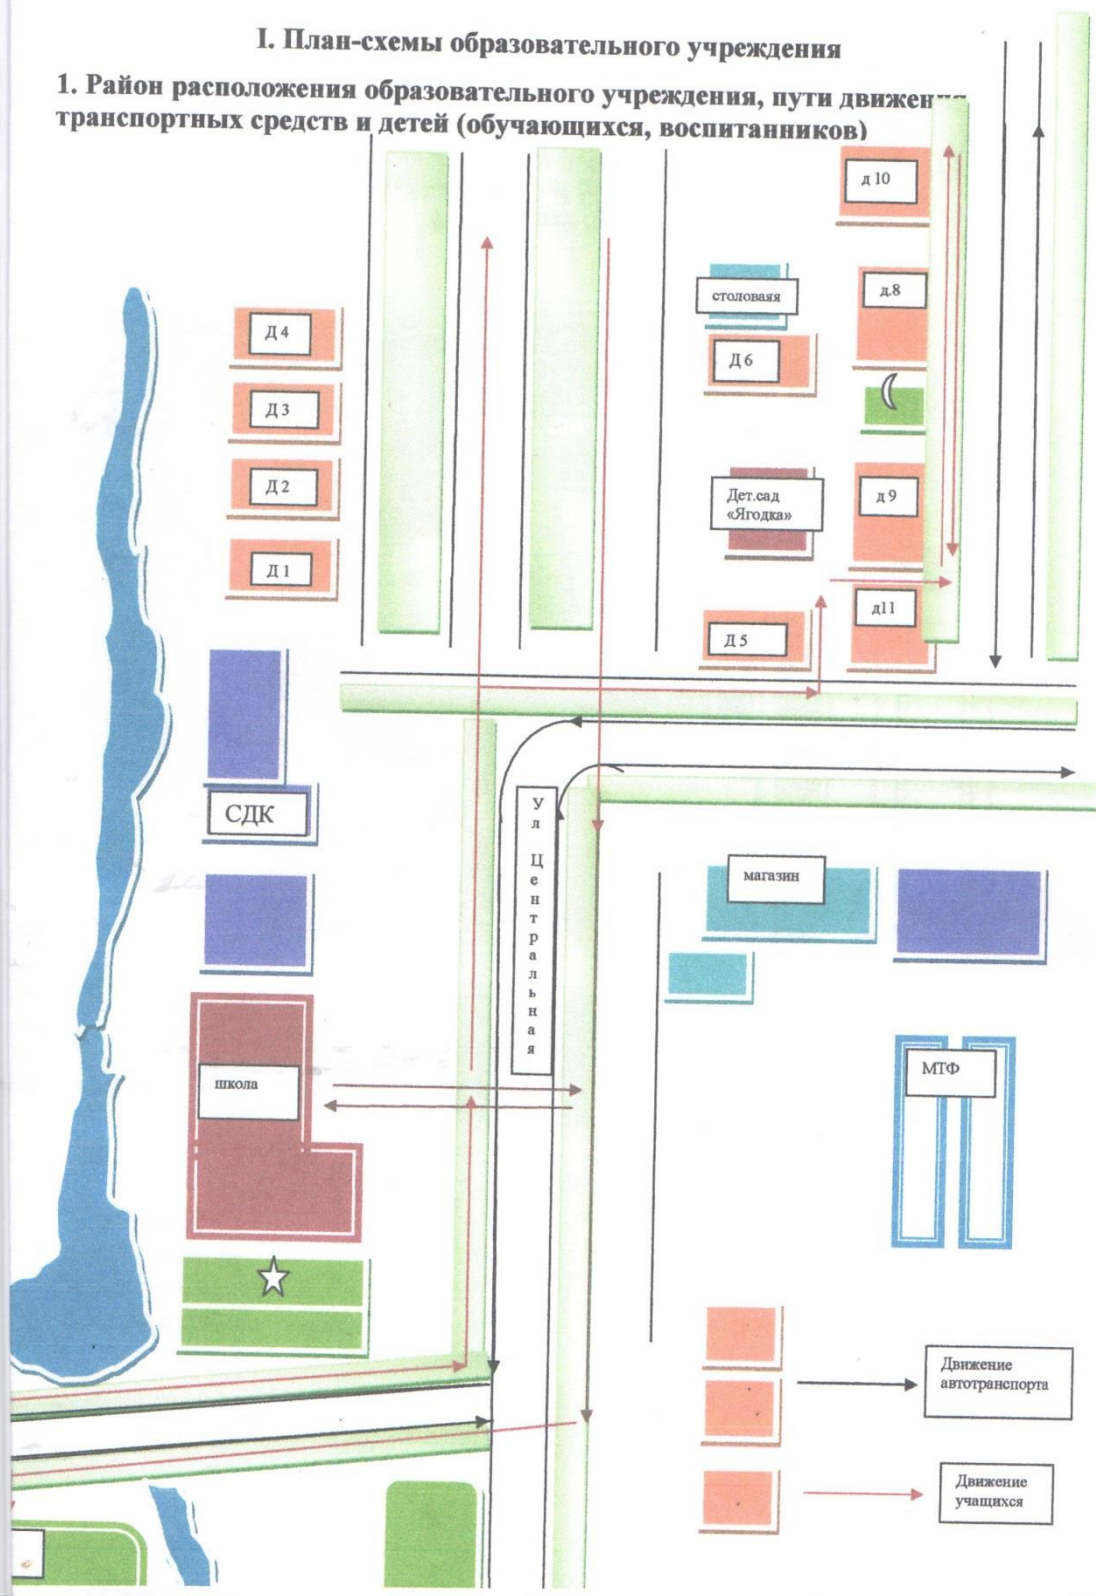 I. План-схемы образовательного учреждения
1. Район расположения образовательного учреждения, пути движения
транспортных средств и детей (обучающихся, воспитанников)
д 10
столоваяя
д.8
Д 4
Д 6
Д 3
Д 2
Дет.сад
«Ягодка»
д 9
Д 1
д11
Д 5
СДК
Ул Центральная
магазин
школа
МТФ
Движение
автотранспорта
Движение
учащихся